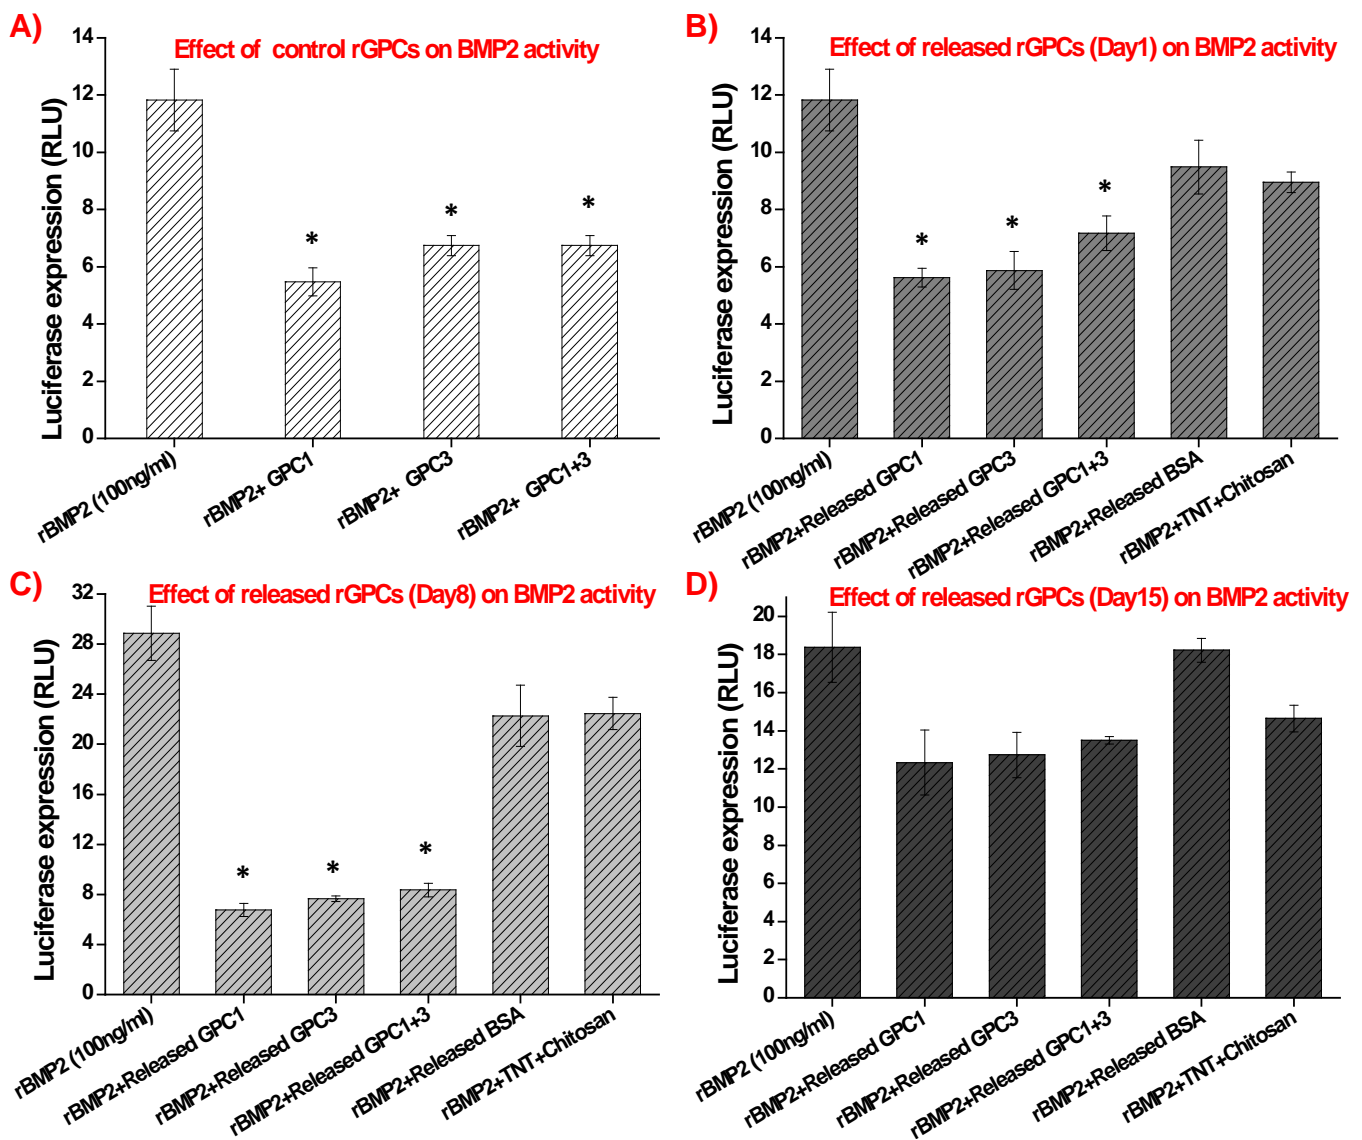 A)
Effect of control rGPCs on BMP2 activity
Luciferase expression (RLU)
14
12
10
8
6
4
2
0
*
*
*
rBMP2 (100ng/ml)
rBMP2+ GPC1
rBMP2+ GPC3
rBMP2+ GPC1+3
B)
Effect of released rGPCs (Day1) on BMP2 activity
Luciferase expression (RLU)
14
12
10
8
6
4
2
0
*
*
*
rBMP2 (100ng/ml)
rBMP2+Released GPC1
rBMP2+Released GPC3
rBMP2+Released GPC1+3
rBMP2+Released BSA
rBMP2+TNT+Chitosan
C)
Effect of released rGPCs (Day8) on BMP2 activity
Luciferase expression (RLU)
32
28
24
20
16
12
8
4
0
*
*
*
rBMP2 (100ng/ml)
rBMP2+Released GPC1
rBMP2+Released GPC3
rBMP2+Released GPC1+3
rBMP2+Released BSA
rBMP2+TNT+Chitosan
D)
Effect of released rGPCs (Day15) on BMP2 activity
Luciferase expression (RLU)
20
18
16
14
12
10
8
6
4
2
0
rBMP2 (100ng/ml)
rBMP2+Released GPC1
rBMP2+Released GPC3
rBMP2+Released GPC1+3
rBMP2+Released BSA
rBMP2+TNT+Chitosan